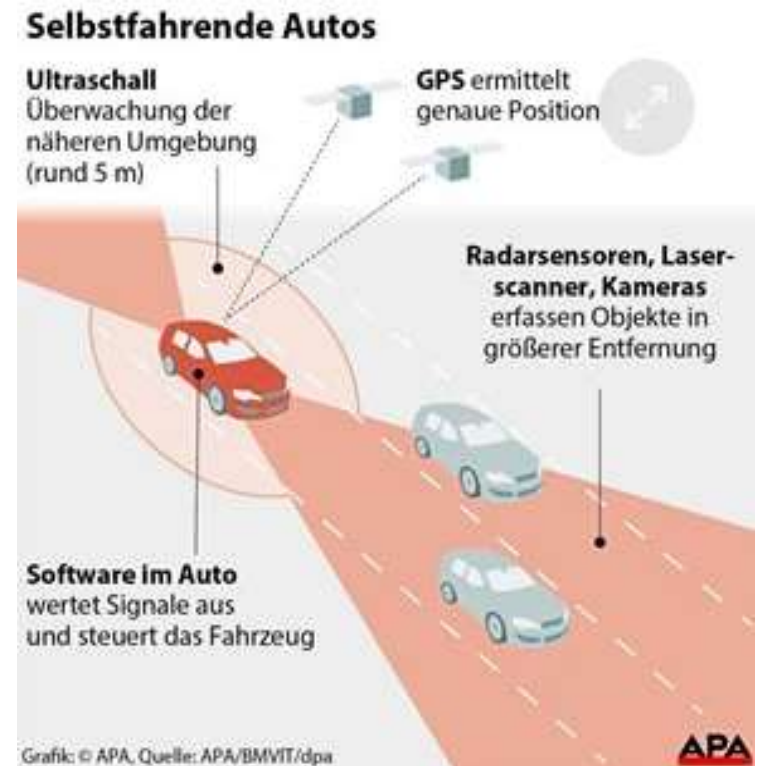 Selbstfahrende Autos
Ultraschall
Überwachung der
näheren Umgebung
(rund 5 m)
GPS ermittelt
genaue Position
Radarsensoren, Laser-
scanner, Kameras
erfassen Objekte in
größerer Entfernung
Software im Auto
wertet Signale aus
und steuert das Fahrzeug
Grafik: © APA, Quelle: APA/BMVIT/dpa
APA